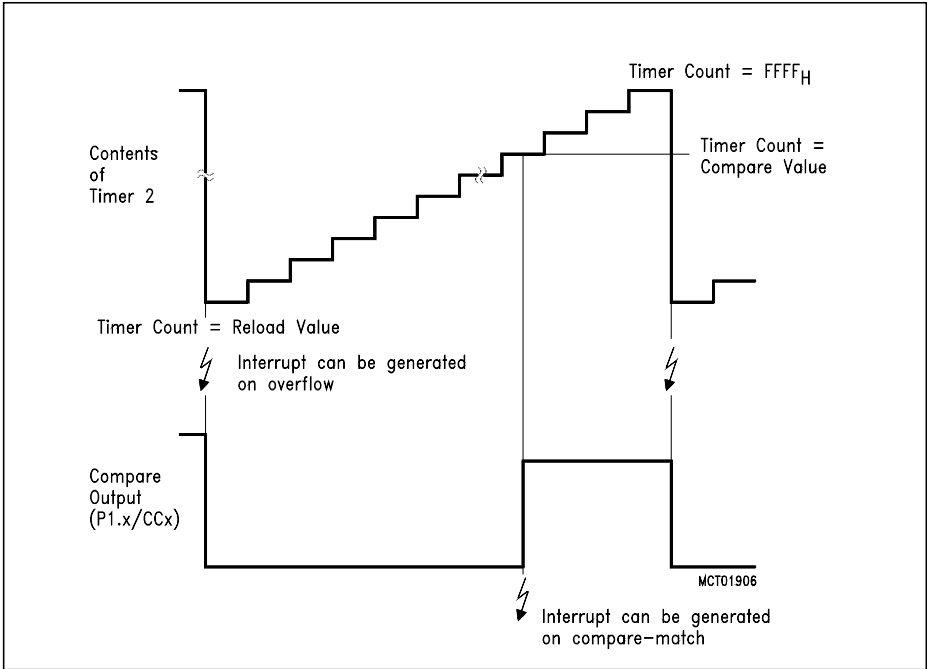 Timer Count = FFFFH
Contents
of
Timer 2
Timer Count =
Compare Value
Timer Count = Reload Value
Interrupt can be generated
on overflow
Compare
Output
(P1.x/CCx)
MCT01906
Interrupt can be generated
on compare-match